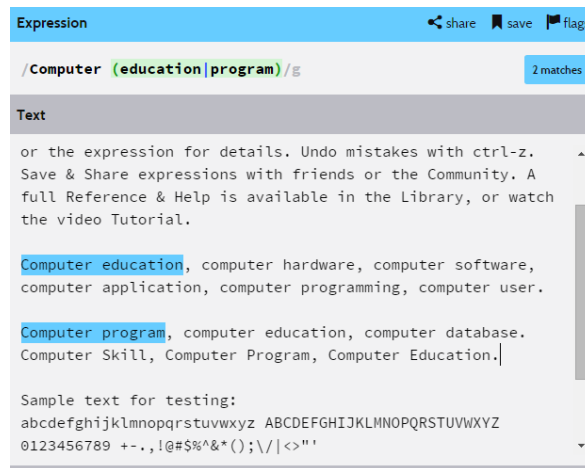 Expression share save flag
/Computer (education|program)/g 2 matches
Text
or the expression for details. Undo mistakes with ctrl-z.
Save & Share expressions with friends or the Community. A
full Reference & Help is available in the Library, or watch
the video Tutorial.
Computer education, computer hardware, computer software,
computer application, computer programming, computer user.
Computer program, computer education, computer database.
Computer Skill, Computer Program, Computer Education.
Sample text for testing:
abcdefghijklmnopqrstuvwxyz ABCDEFGHIJKLMNOPQRSTUVWXYZ
0123456789 +-.,!@#$%^&*();\/|<>"'